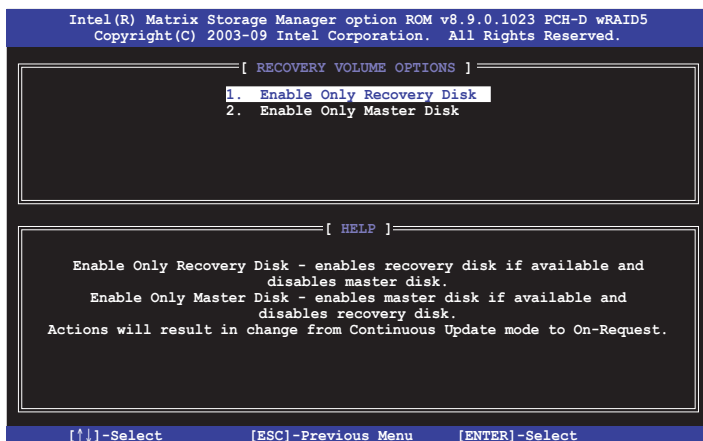 Intel(R) Matrix Storage Manager option ROM v8.9.0.1023 PCH-D wRAID5
Copyright(C) 2003-09 Intel Corporation. All Rights Reserved.
[ RECOVERY VOLUME OPTIONS ]
1. Enable Only Recovery Disk
2. Enable Only Master Disk
[ HELP ]
Enable Only Recovery Disk - enables recovery disk if available and
disables master disk.
Enable Only Master Disk - enables master disk if available and
disables recovery disk.
Actions will result in change from Continuous Update mode to On-Request.
[↑↓]-Select [ESC]-Previous Menu [ENTER]-Select